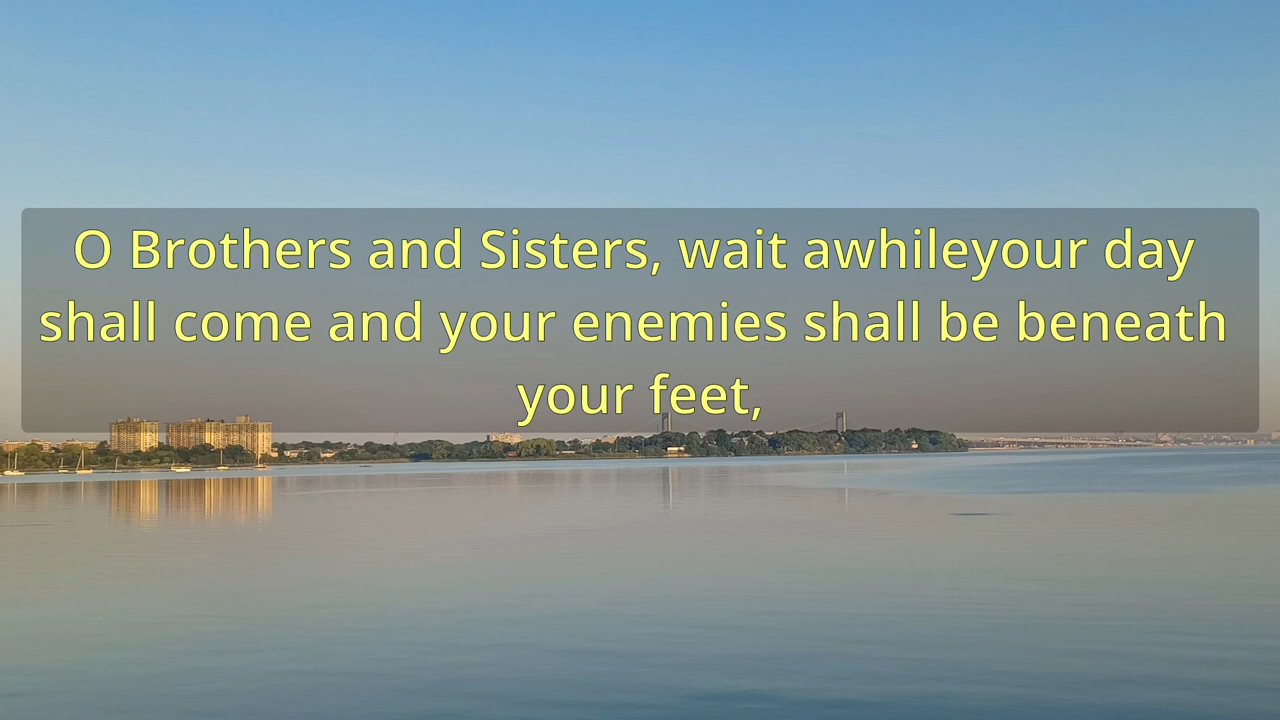 O Brothers and Sisters, wait awhileyour day
shall come and your enemies shall be beneath
your feet,